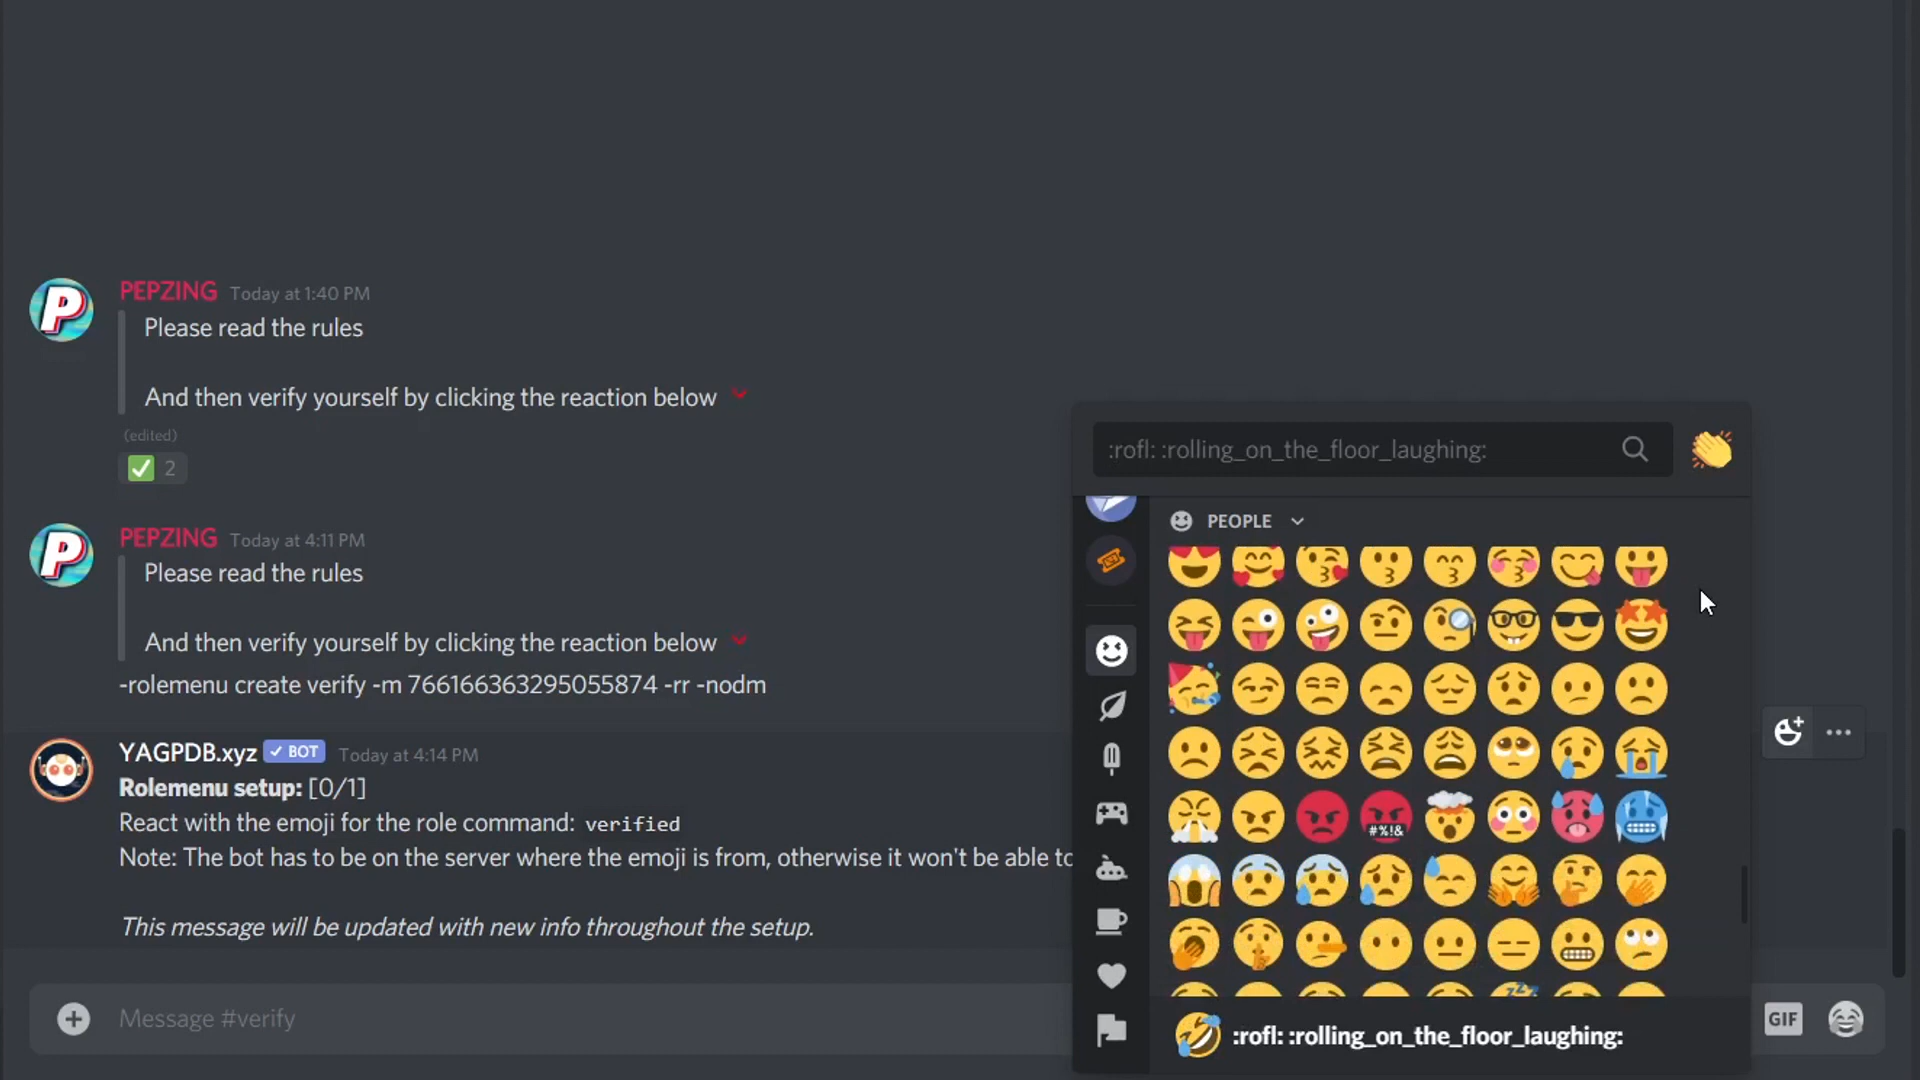 PEPZING Today at 1:40 PM
Please read the rules
And then verify yourself by clicking the reaction below
(edited)
2
PEPZING Today at 4:11 PM
Please read the rules
And then verify yourself by clicking the reaction below
-rolemenu create verify -m 766166363295055874 -rr -nodm
YAGPDB.xyz BOT Today at 4:14 PM
Rolemenu setup: [0/1]
React with the emoji for the role command: verified
Note: The bot has to be on the server where the emoji is from, otherwise it won't be able to
This message will be updated with new info throughout the setup.
Message #verify
:rofl: :rolling_on_the_floor_laughing:
PEOPLE
#%!&
:rofl: :rolling_on_the_floor_laughing:
GIF